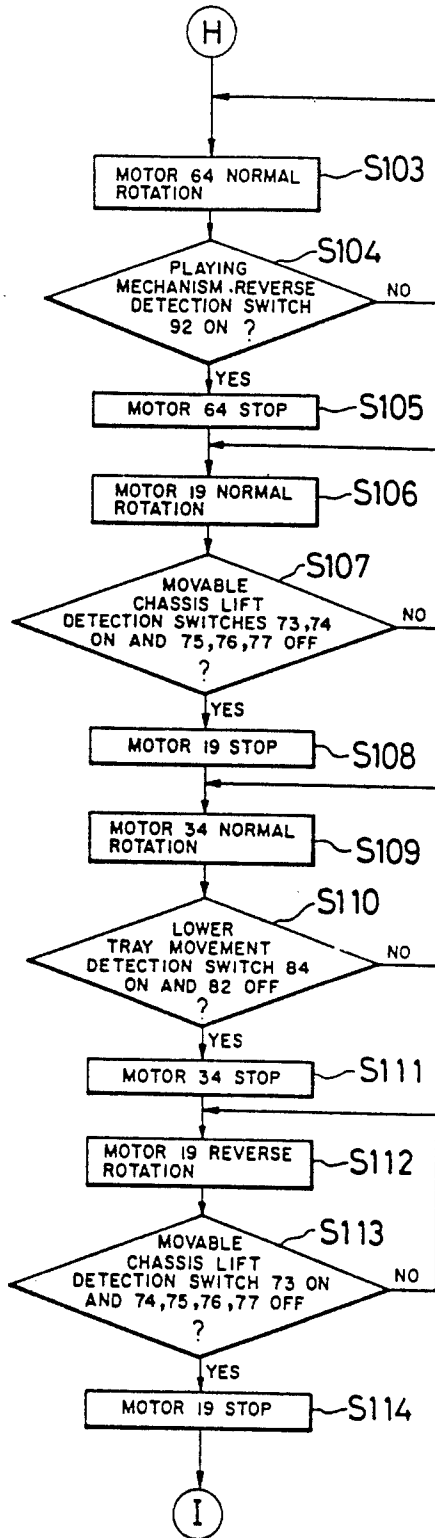 H
MOTOR 64 NORMAL
ROTATION
S103
S104
PLAYING
MECHANISM REVERSE
DETECTION SWITCH
92 ON ?
NO
YES
MOTOR 64 STOP
S105
MOTOR 19 NORMAL
ROTATION
S106
S107
MOVABLE
CHASSIS LIFT
DETECTION SWITCHES 73,74
ON AND 75,76,77 OFF
?
NO
YES
MOTOR 19 STOP
S108
MOTOR 34 NORMAL
ROTATION
S109
S110
LOWER
TRAY MOVEMENT
DETECTION SWITCH 84
ON AND 82 OFF
?
NO
YES
MOTOR 34 STOP
S111
MOTOR 19 REVERSE
ROTATION
S112
S113
MOVABLE
CHASSIS LIFT
DETECTION SWITCH 73 ON
AND 74,75,76,77 OFF
?
NO
YES
MOTOR 19 STOP
S114
I